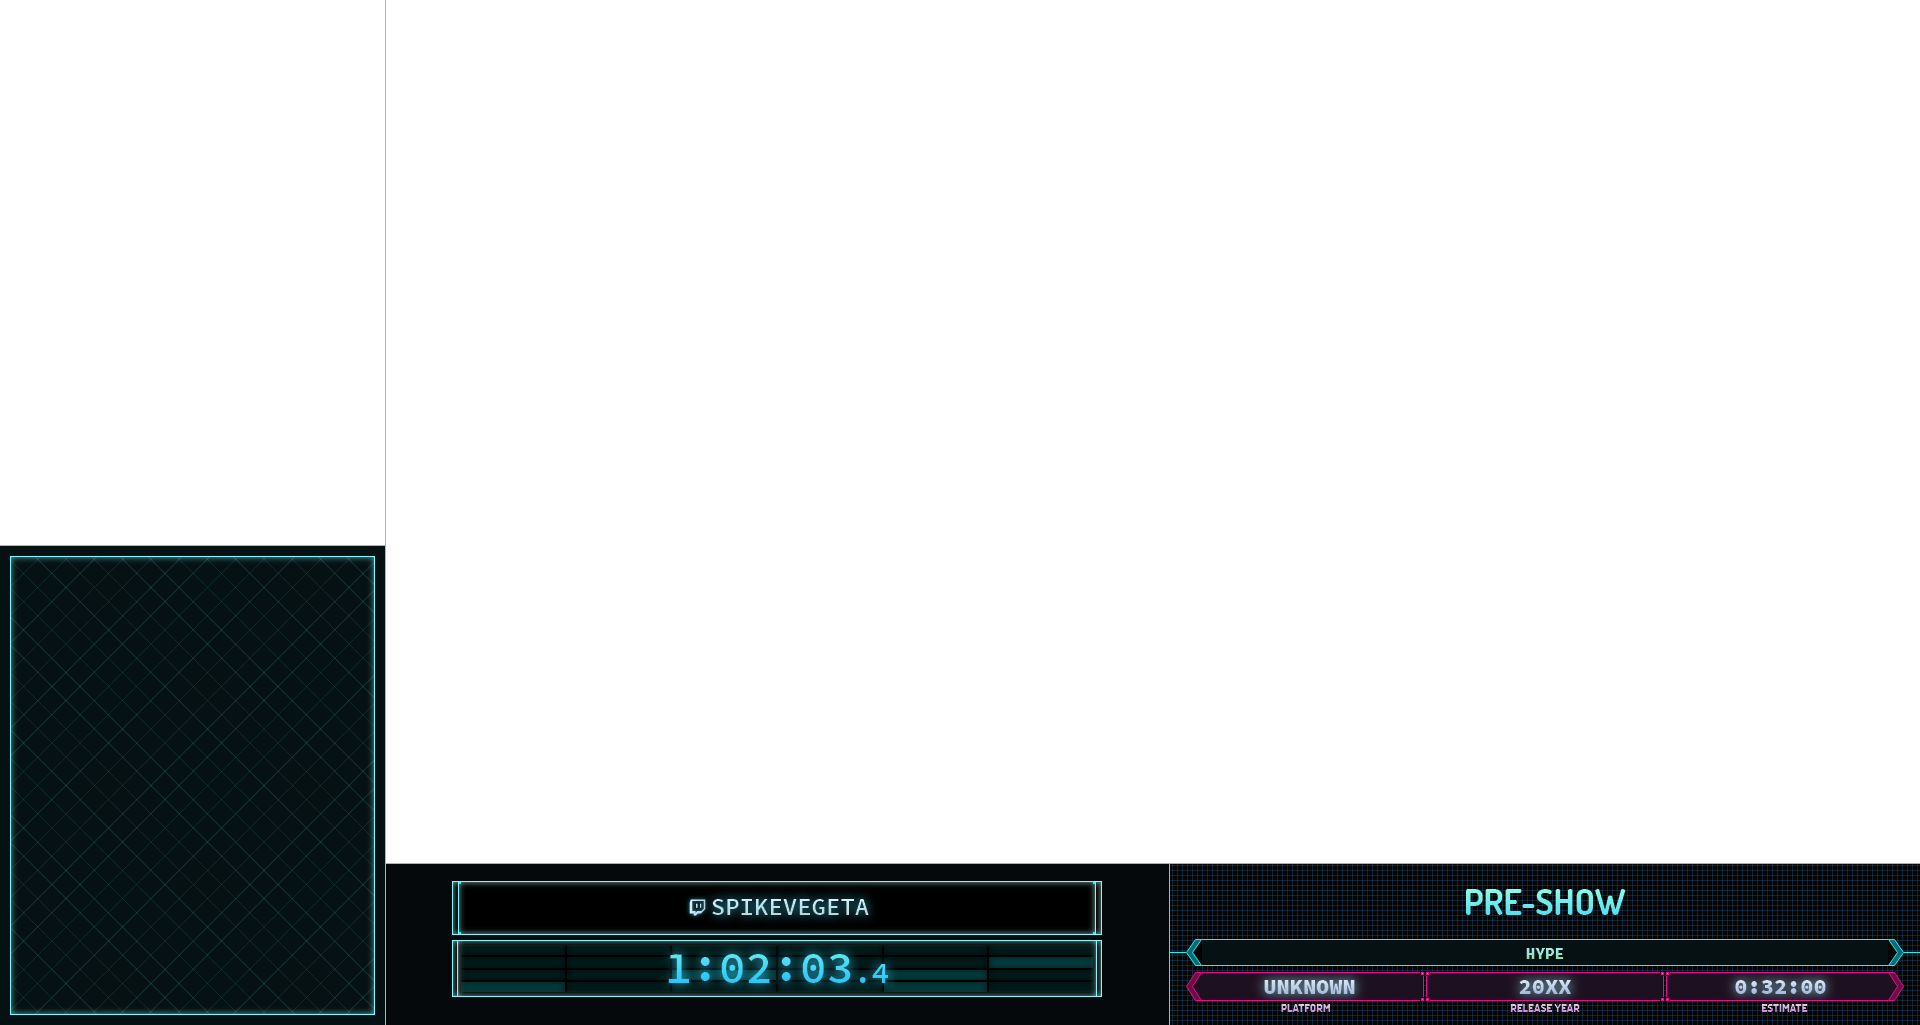 SPIKEVEGETA
1:02:03.4
PRE-SHOW
HYPE
UNKNOWN 20XX 0:32:00
PLATFORM RELEASE YEAR ESTIMATE